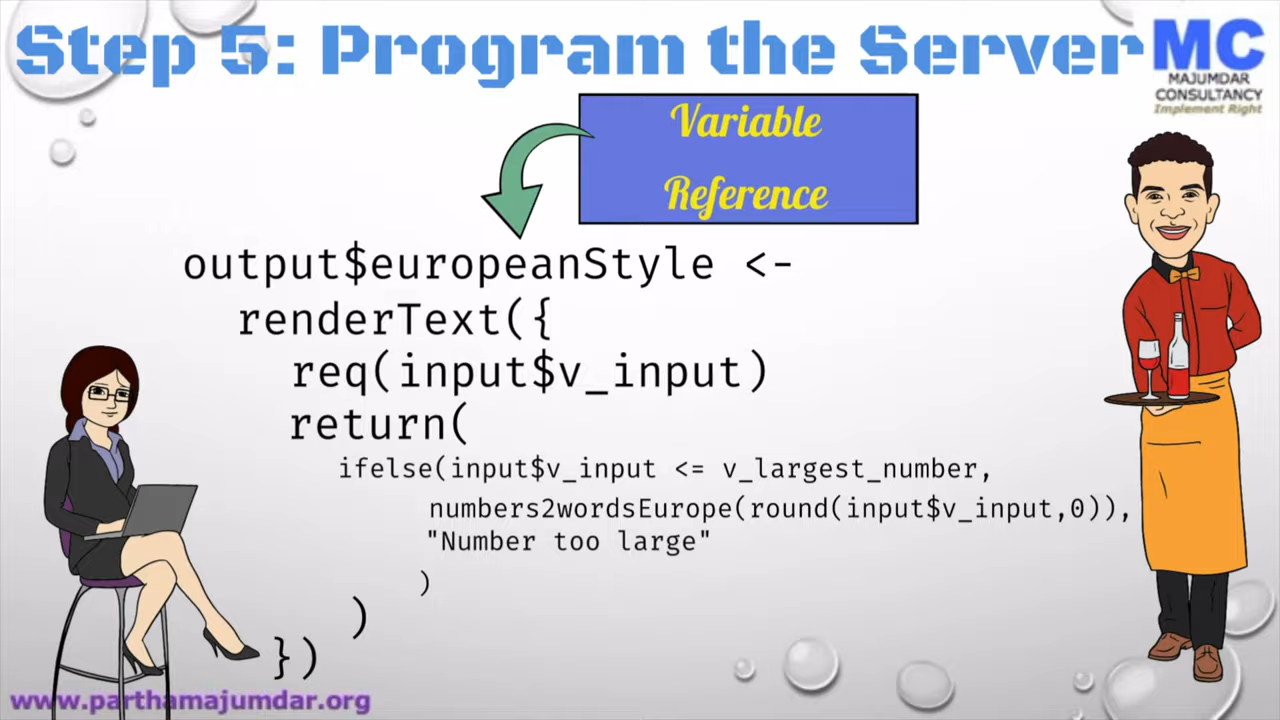 Step 5: Program the Server
MC
MAJUMDAR
CONSULTANCY
Implement Right
Variable
Reference
output$europeanStyle <-
renderText({
req(input$v_input)
return(
ifelse(input$v_input <= v_largest_number,
numbers2wordsEurope(round(input$v_input,0)),
"Number too large"
)
)
})
www.parthamajumdar.org